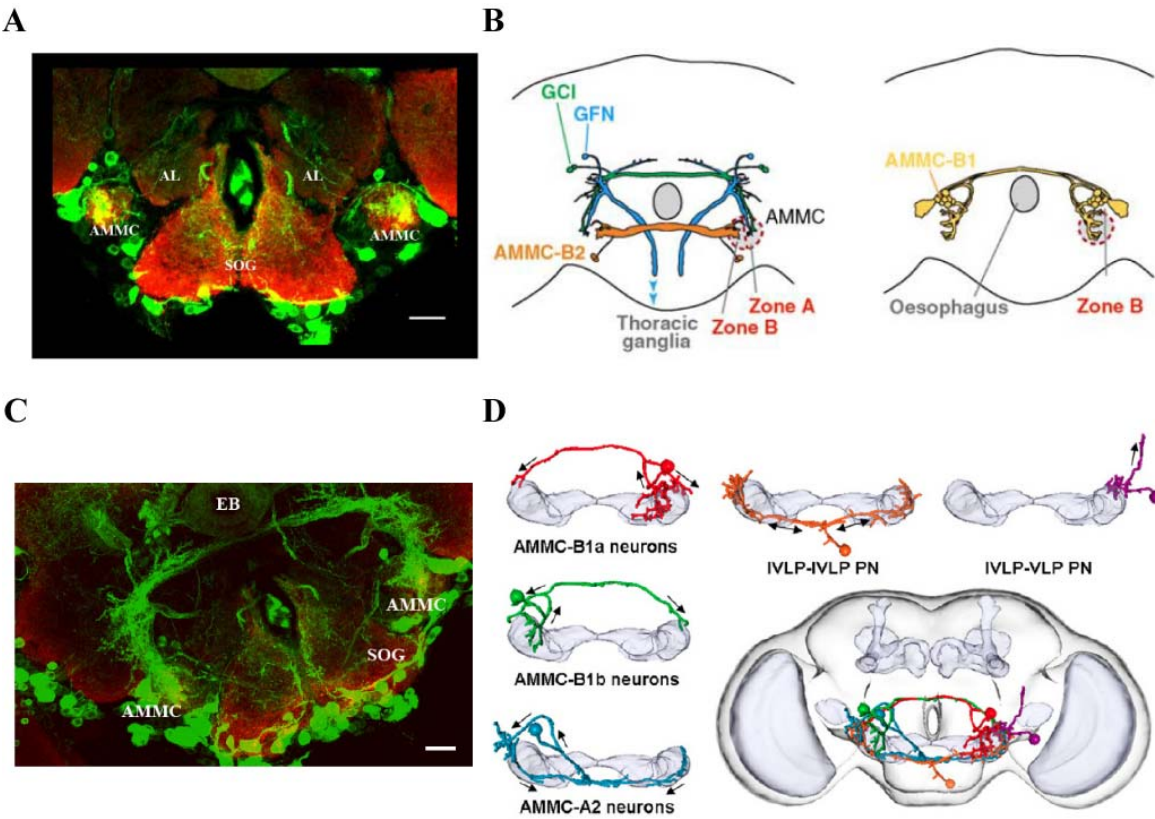 A
AL
AL
AMMC
AMMC
SOG
B
GCI
GFN
AMMC
AMMC-B2
Zone A
Thoracic
ganglia
Zone B
AMMC-B1
Oesophagus
Zone B
C
EB
AMMC
SOG
AMMC
D
AMMC-B1a neurons
IVLP-IVLP PN
IVLP-VLP PN
AMMC-B1b neurons
AMMC-A2 neurons